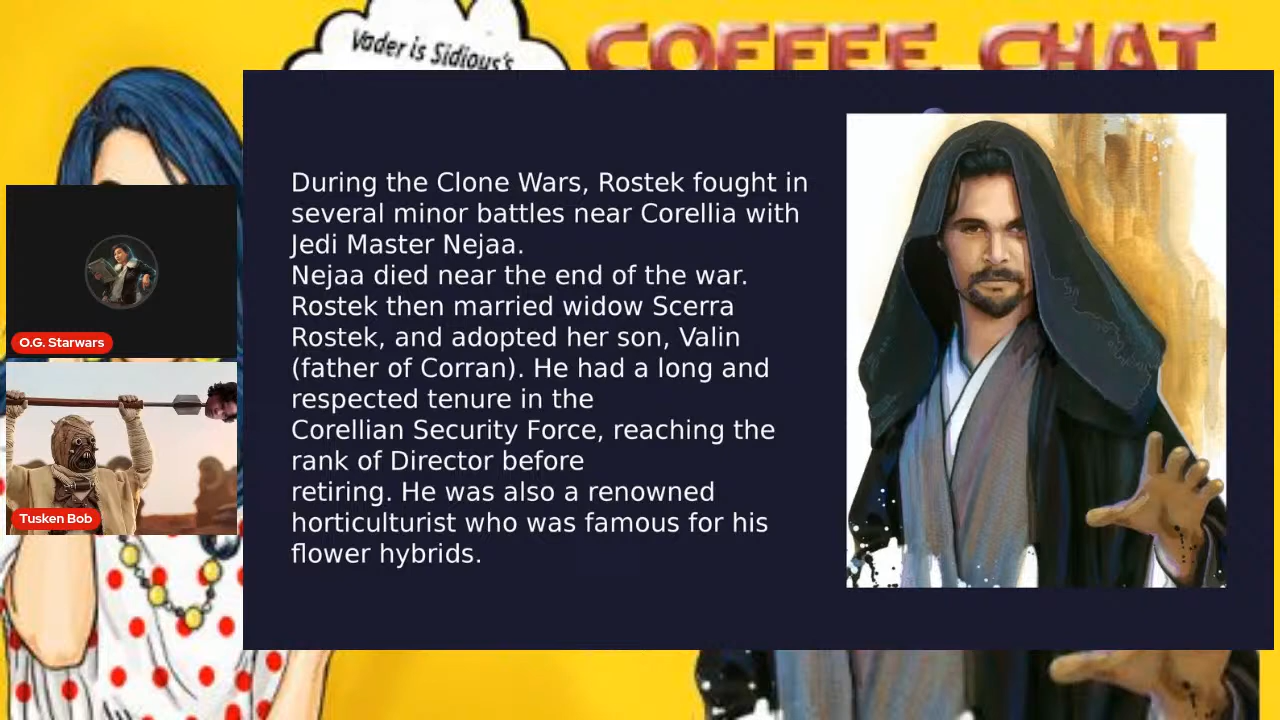 Vader is Sidious's
COFFEE CHAT
During the Clone Wars, Rostek fought in
several minor battles near Corellia with
Jedi Master Nejaa.
Nejaa died near the end of the war.
Rostek then married widow Scerra
Rostek, and adopted her son, Valin
(father of Corran). He had a long and
respected tenure in the
Corellian Security Force, reaching the
rank of Director before
retiring. He was also a renowned
horticulturist who was famous for his
flower hybrids.
O.G. Starwars
Tusken Bob